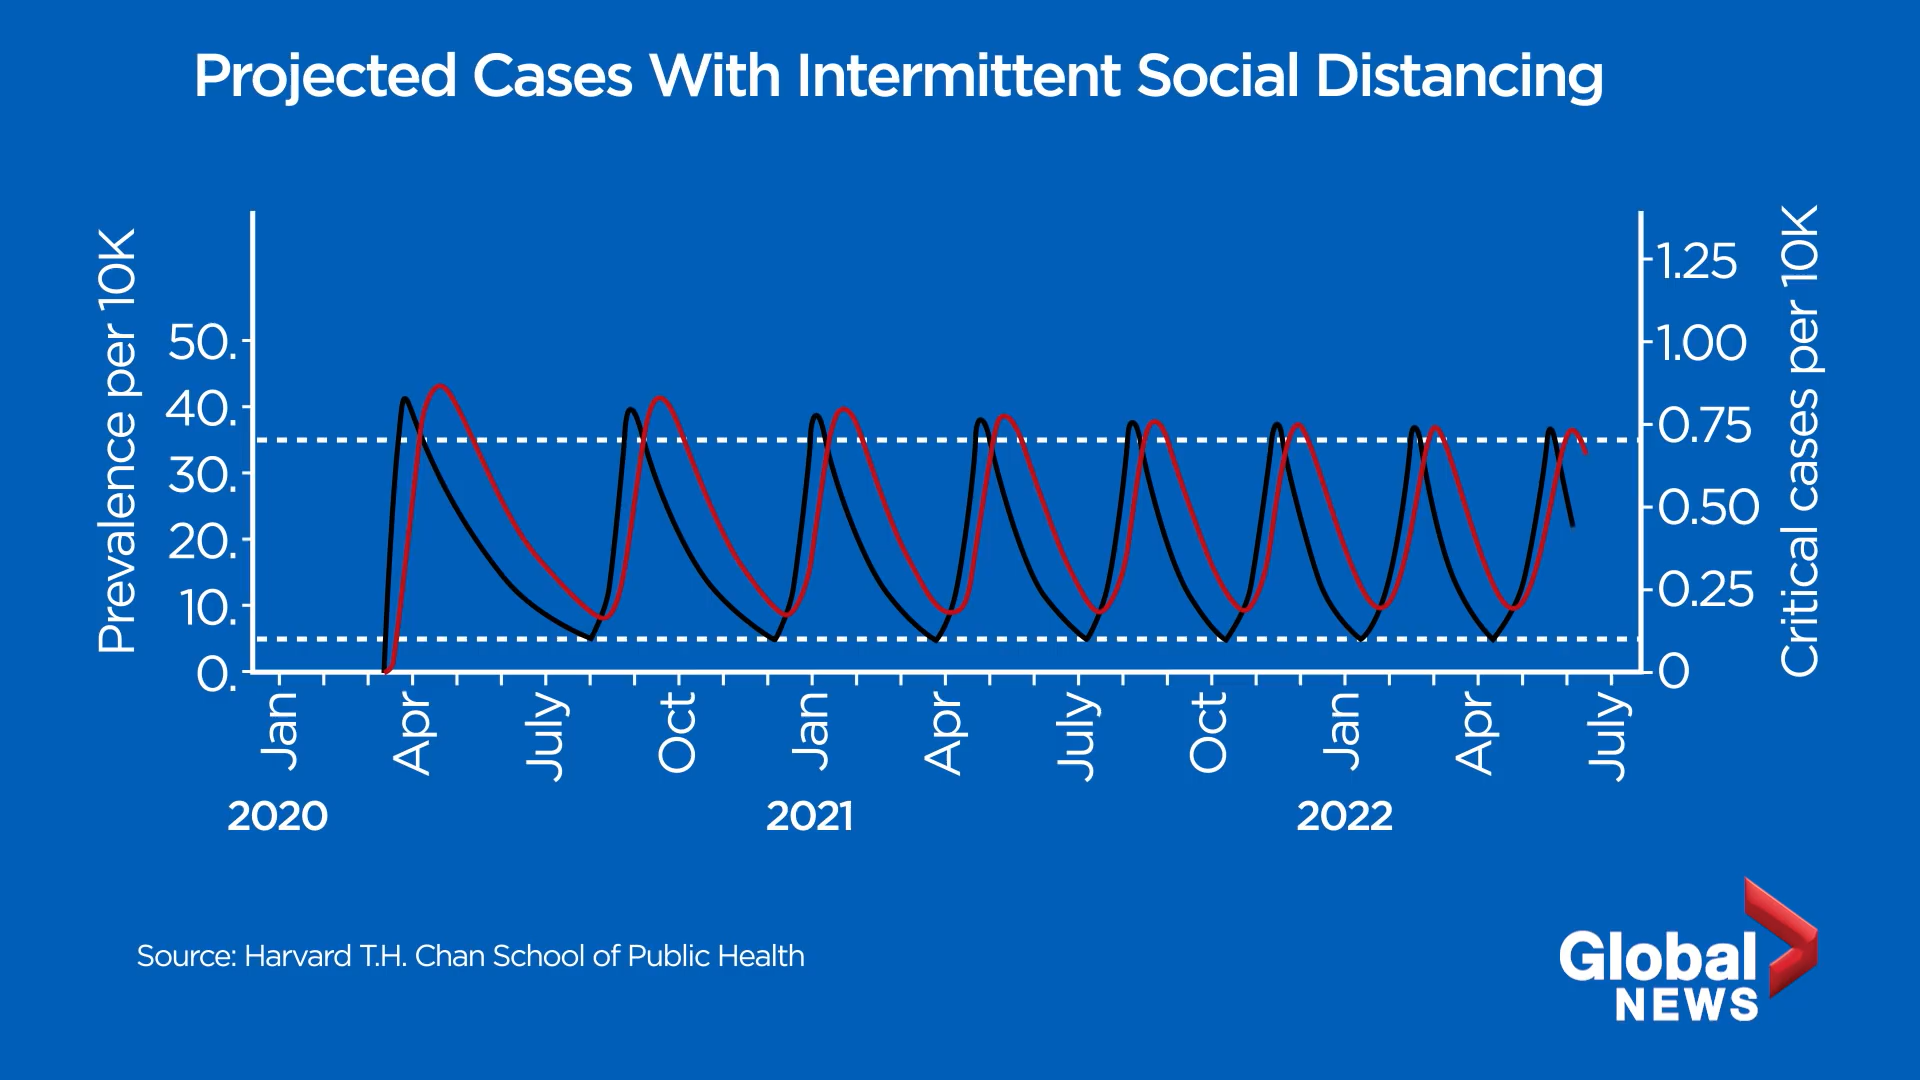 Projected Cases With Intermittent Social Distancing
Prevalence per 10K
50.
40.
30.
20.
10.
0.
1.25
1.00
0.75
0.50
0.25
0
Critical cases per 10K
Jan
Apr
July
Oct
Jan
Apr
July
Oct
Jan
Apr
July
2020
2021
2022
Source: Harvard T.H. Chan School of Public Health
Global
NEWS